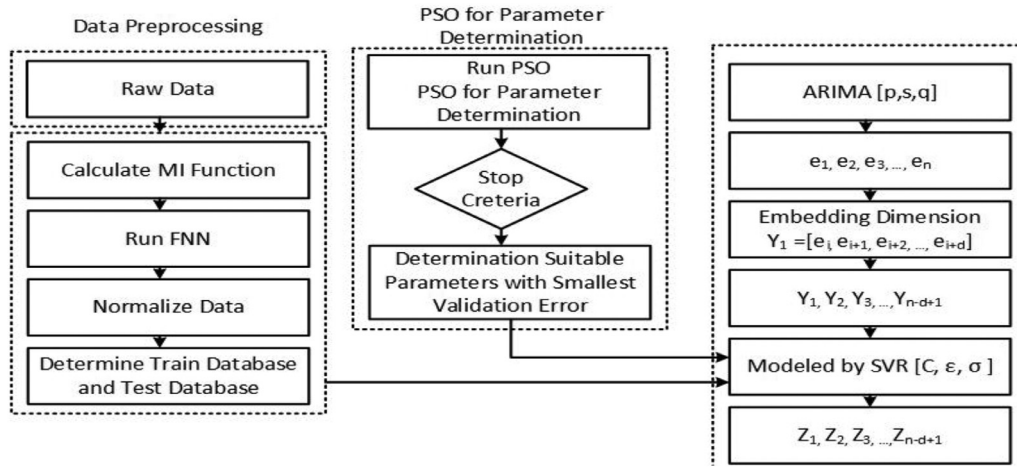 Data Preprocessing
Raw Data
Calculate MI Function
Run FNN
Normalize Data
Determine Train Database
and Test Database
PSO for Parameter
Determination
Run PSO
PSO for Parameter
Determination
Stop
Creteria
Determination Suitable
Parameters with Smallest
Validation Error
ARIMA [p,s,q]
e₁, e₂, e₃, ..., eₙ
Embedding Dimension
Y₁ =[eᵢ, eᵢ₊₁, eᵢ₊₂, ..., e_{i+d}]
Y₁, Y₂, Y₃, ...,Y_{n-d+1}
Modeled by SVR [C, ε, σ ]
Z₁, Z₂, Z₃, ...,Z_{n-d+1}